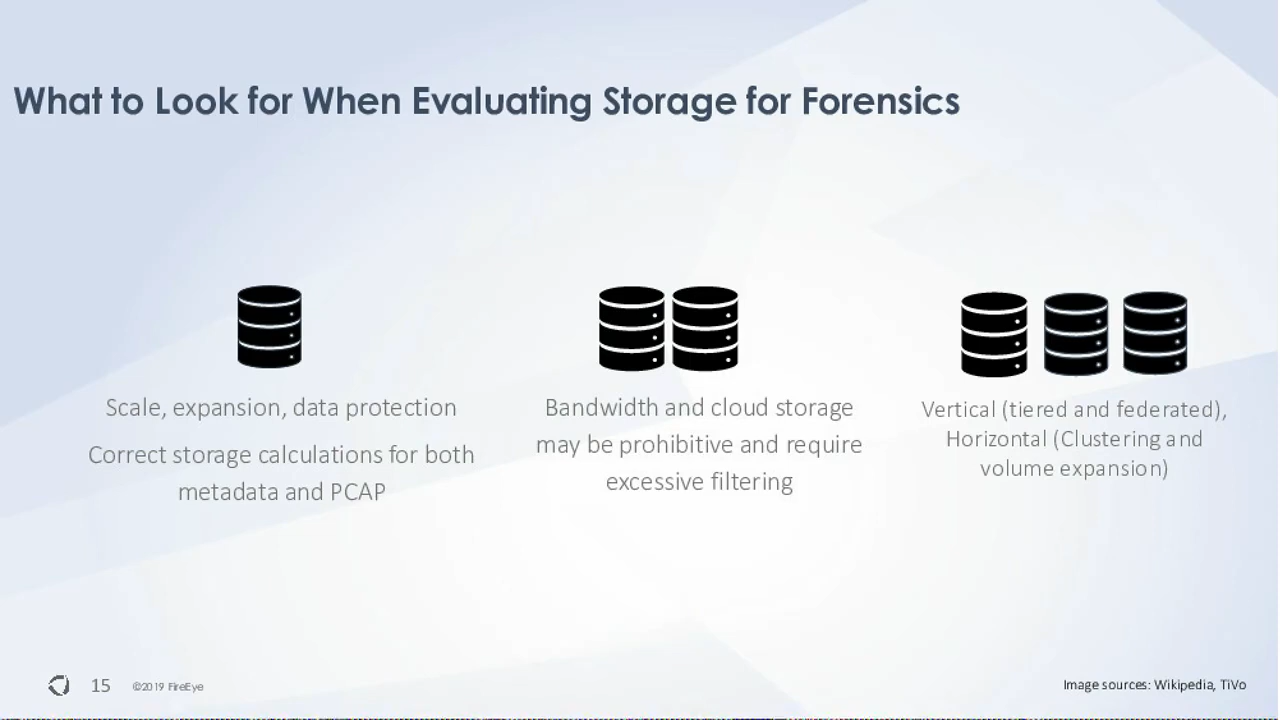 What to Look for When Evaluating Storage for Forensics
Scale, expansion, data protection
Correct storage calculations for both
metadata and PCAP
Bandwidth and cloud storage
may be prohibitive and require
excessive filtering
Vertical (tiered and federated),
Horizontal (Clustering and
volume expansion)
15
©2019 FireEye
Image sources: Wikipedia, TiVo